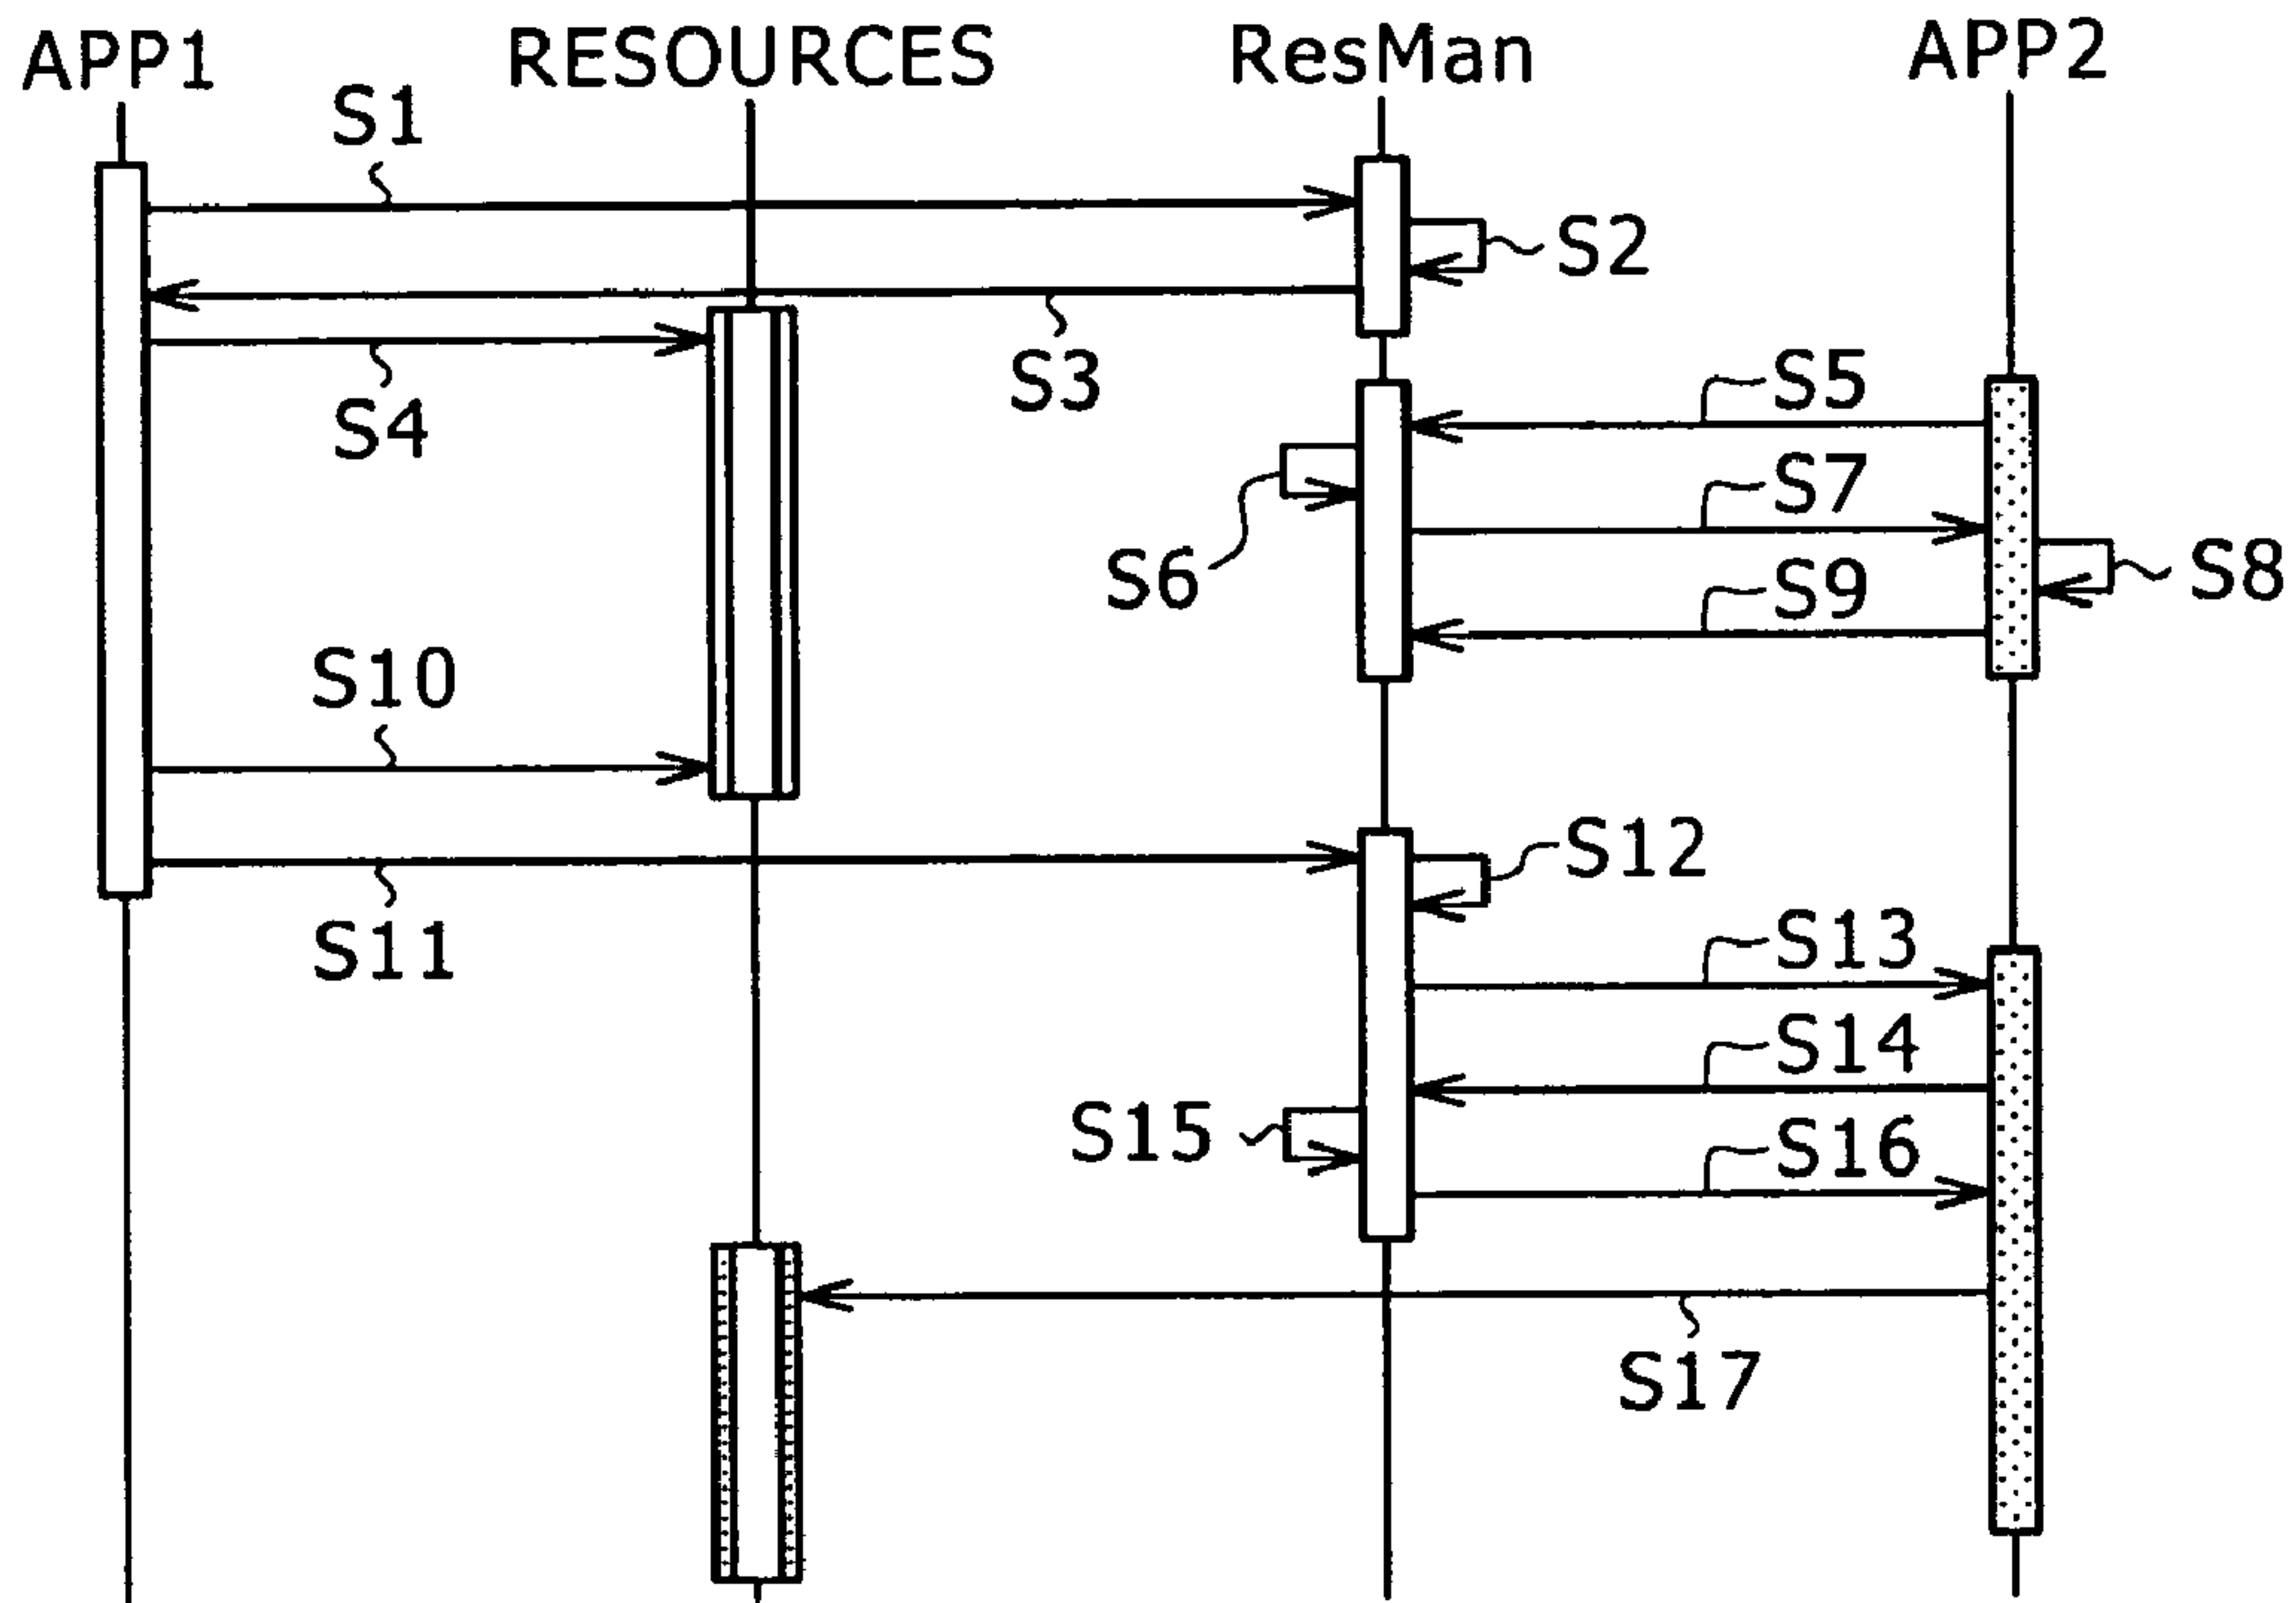 APP1 RESOURCES ResMan APP2
S1
S2
S3
S4
S5
S7
S6
S8
S9
S10
S12
S11
S13
S14
S15
S16
S17